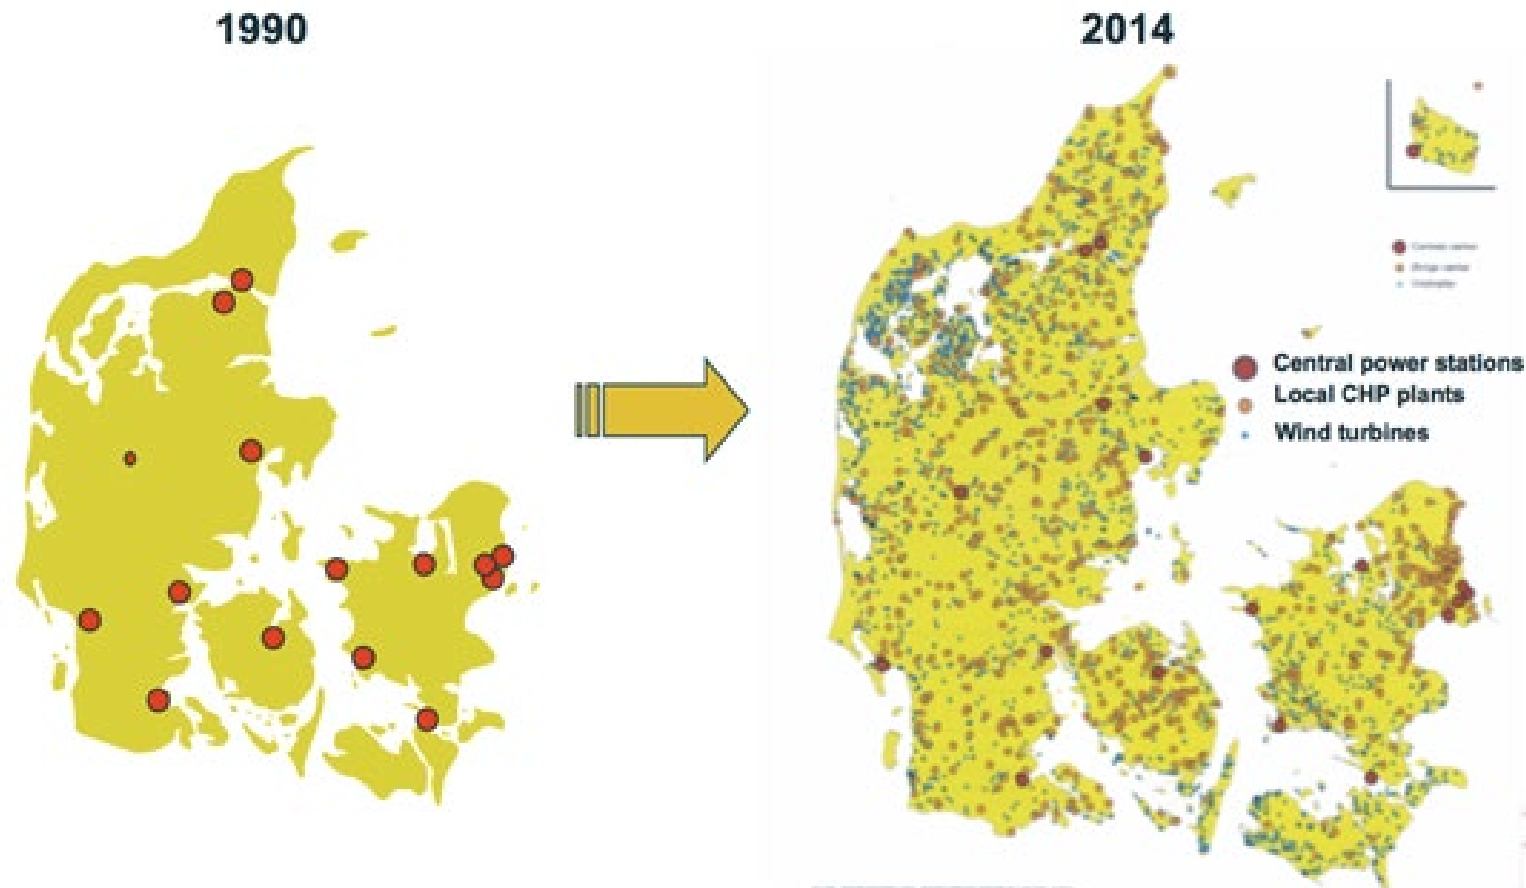 1990
2014
Central power stations
Local CHP plants
Wind turbines